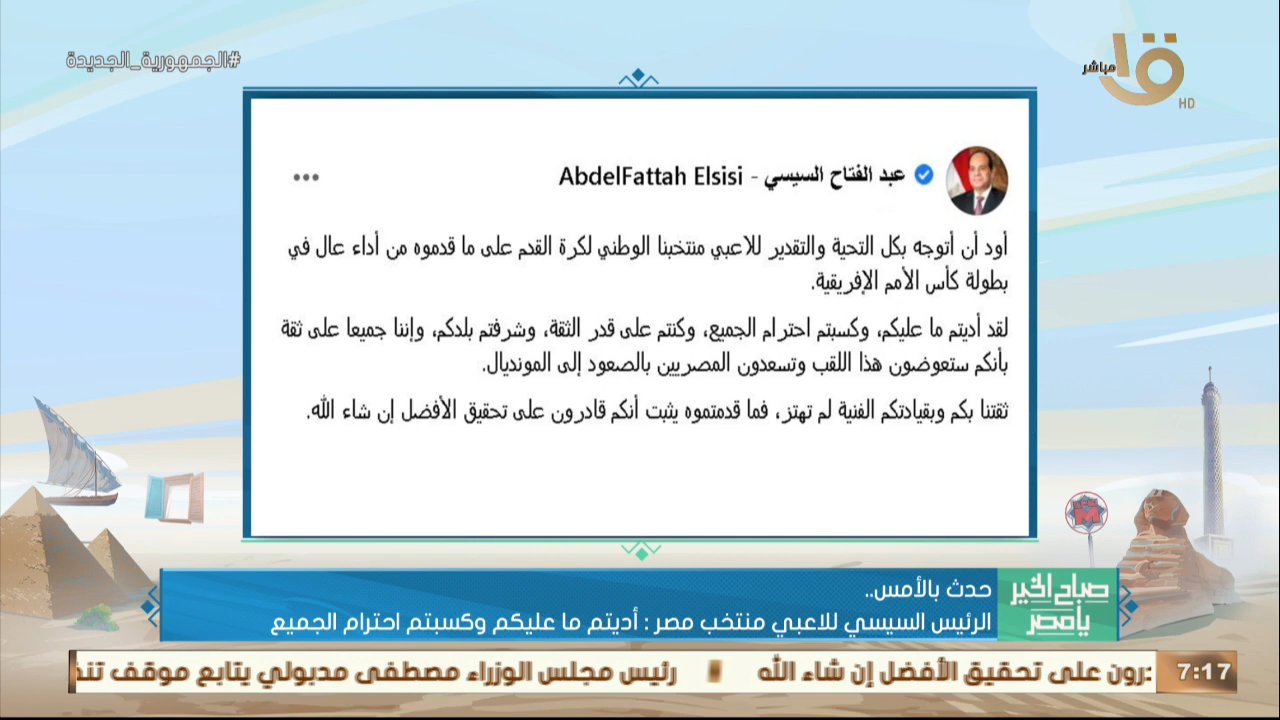 #الجمهورية_الجديدة
مباشر
HD
عبد الفتاح السيسي - AbdelFattah Elsisi
أود أن أتوجه بكل التحية والتقدير للاعبي منتخبنا الوطني لكرة القدم على ما قدموه من أداء عال في
بطولة كأس الأمم الإفريقية.
لقد أديتم ما عليكم، وكسبتم احترام الجميع، وكنتم على قدر الثقة، وشرفتم بلدكم، وإننا جميعا على ثقة
بأنكم ستعوضون هذا اللقب وتسعدون المصريين بالصعود إلى المونديال.
ثقتنا بكم وبقيادتكم الفنية لم تهتز، فما قدمتموه يثبت أنكم قادرون على تحقيق الأفضل إن شاء الله.
صباح الخير
يا مصر
حدث بالأمس..
الرئيس السيسي للاعبي منتخب مصر : أديتم ما عليكم وكسبتم احترام الجميع
7:17
على تحقيق الأفضل إن شاء الله
رئيس مجلس الوزراء مصطفى مدبولي يتابع موقف